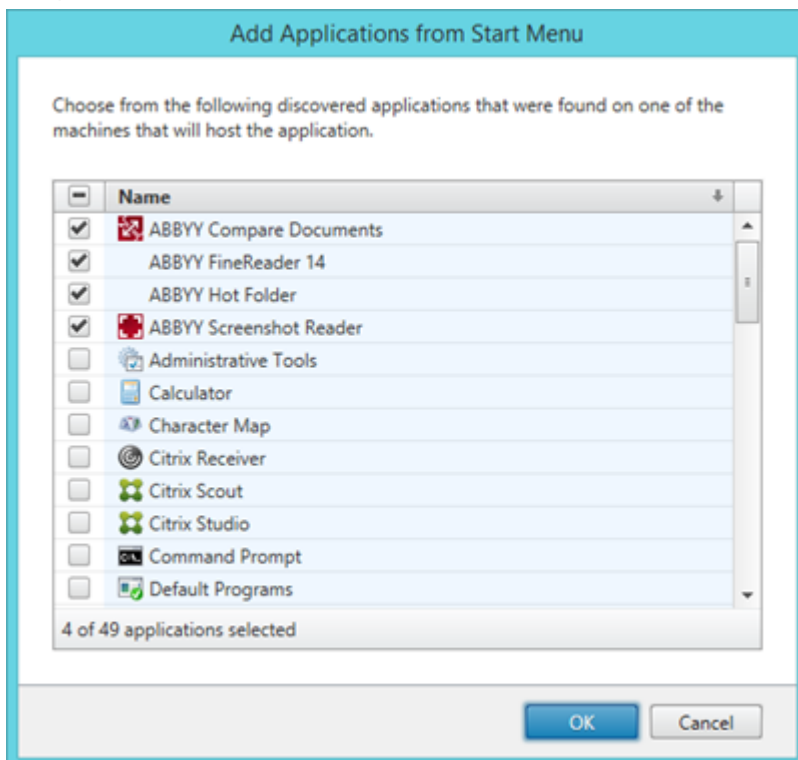 Add Applications from Start Menu
Choose from the following discovered applications that were found on one of the
machines that will host the application.
Name
ABBYY Compare Documents
ABBYY FineReader 14
ABBYY Hot Folder
ABBYY Screenshot Reader
Administrative Tools
Calculator
Character Map
Citrix Receiver
Citrix Scout
Citrix Studio
Command Prompt
Default Programs
4 of 49 applications selected
OK Cancel